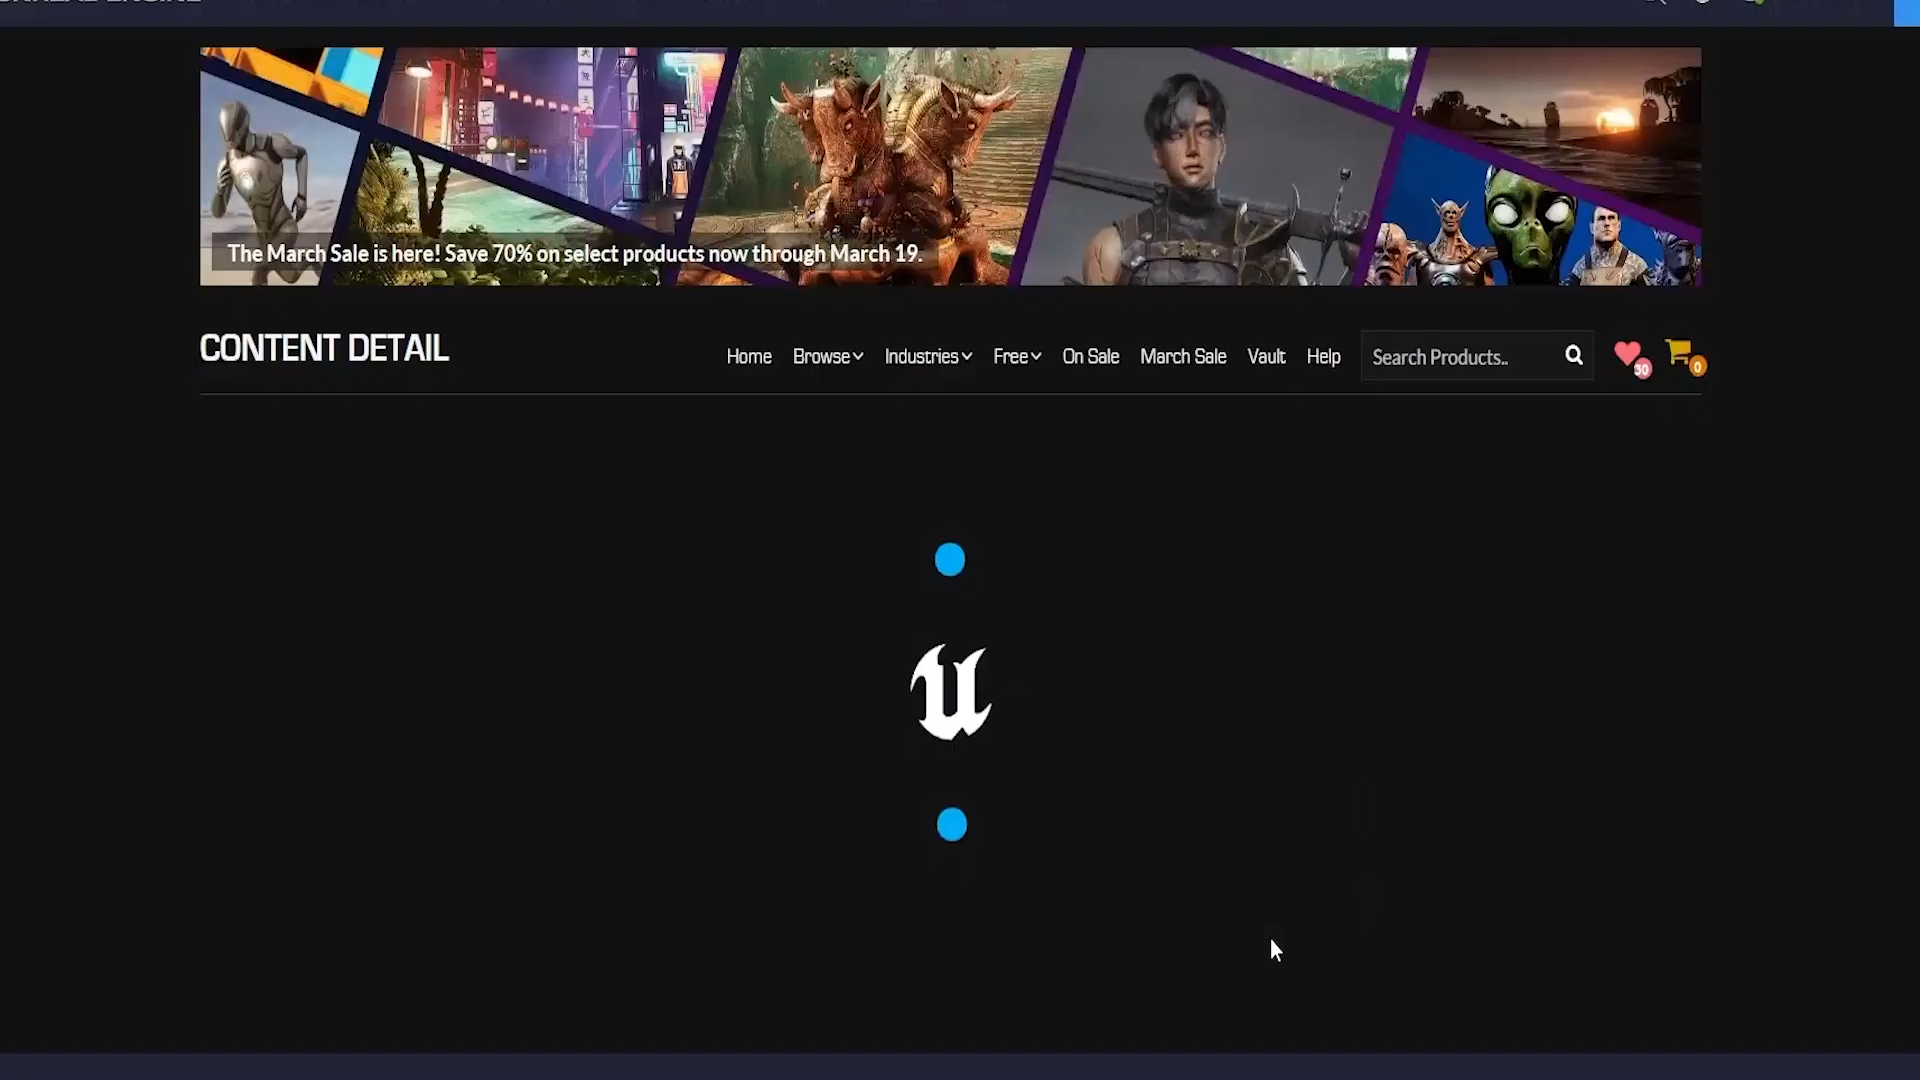 The March Sale is here! Save 70% on select products now through March 19.
CONTENT DETAIL
Home Browse Industries Free On Sale March Sale Vault Help Search Products.. 50 0